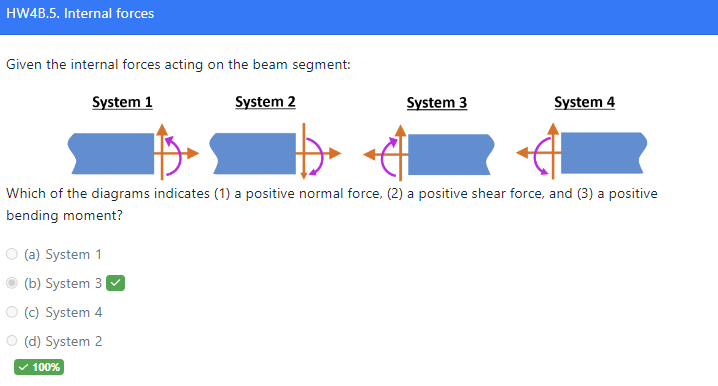 HW4B.5. Internal forces
Given the internal forces acting on the beam segment:
System 1 System 2 System 3 System 4
Which of the diagrams indicates (1) a positive normal force, (2) a positive shear force, and (3) a positive
bending moment?
(a) System 1
(b) System 3
(c) System 4
(d) System 2
100%